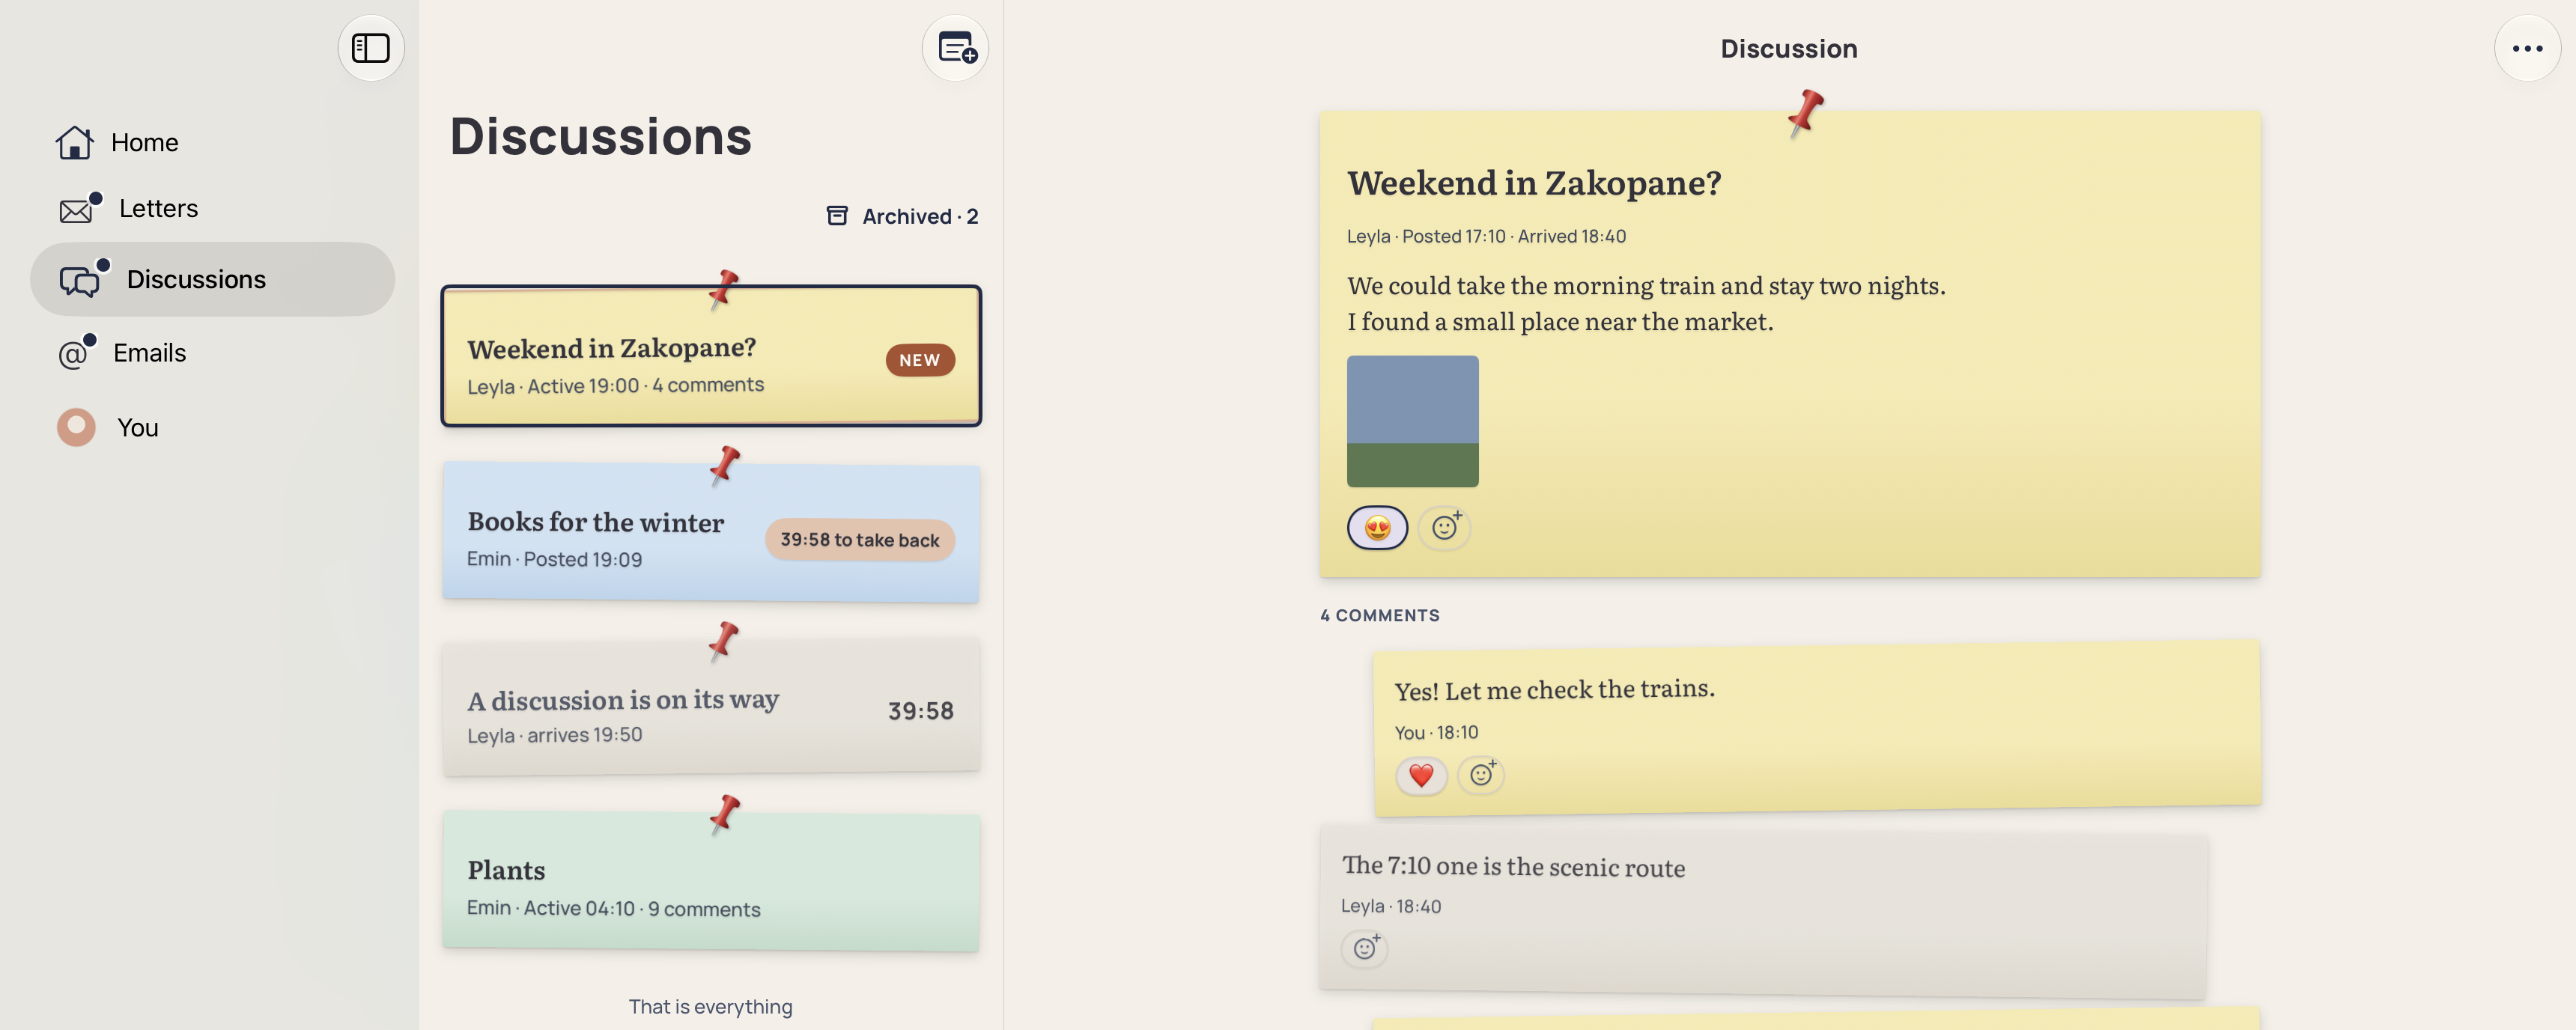 Home
Letters
Discussions
@ Emails
You
Discussions
Archived · 2
Weekend in Zakopane?
Leyla · Active 19:00 · 4 comments
NEW
Books for the winter
Emin · Posted 19:09
39:58 to take back
A discussion is on its way
Leyla · arrives 19:50
39:58
Plants
Emin · Active 04:10 · 9 comments
That is everything
Discussion
Weekend in Zakopane?
Leyla · Posted 17:10 · Arrived 18:40
We could take the morning train and stay two nights.
I found a small place near the market.
4 COMMENTS
Yes! Let me check the trains.
You · 18:10
The 7:10 one is the scenic route
Leyla · 18:40